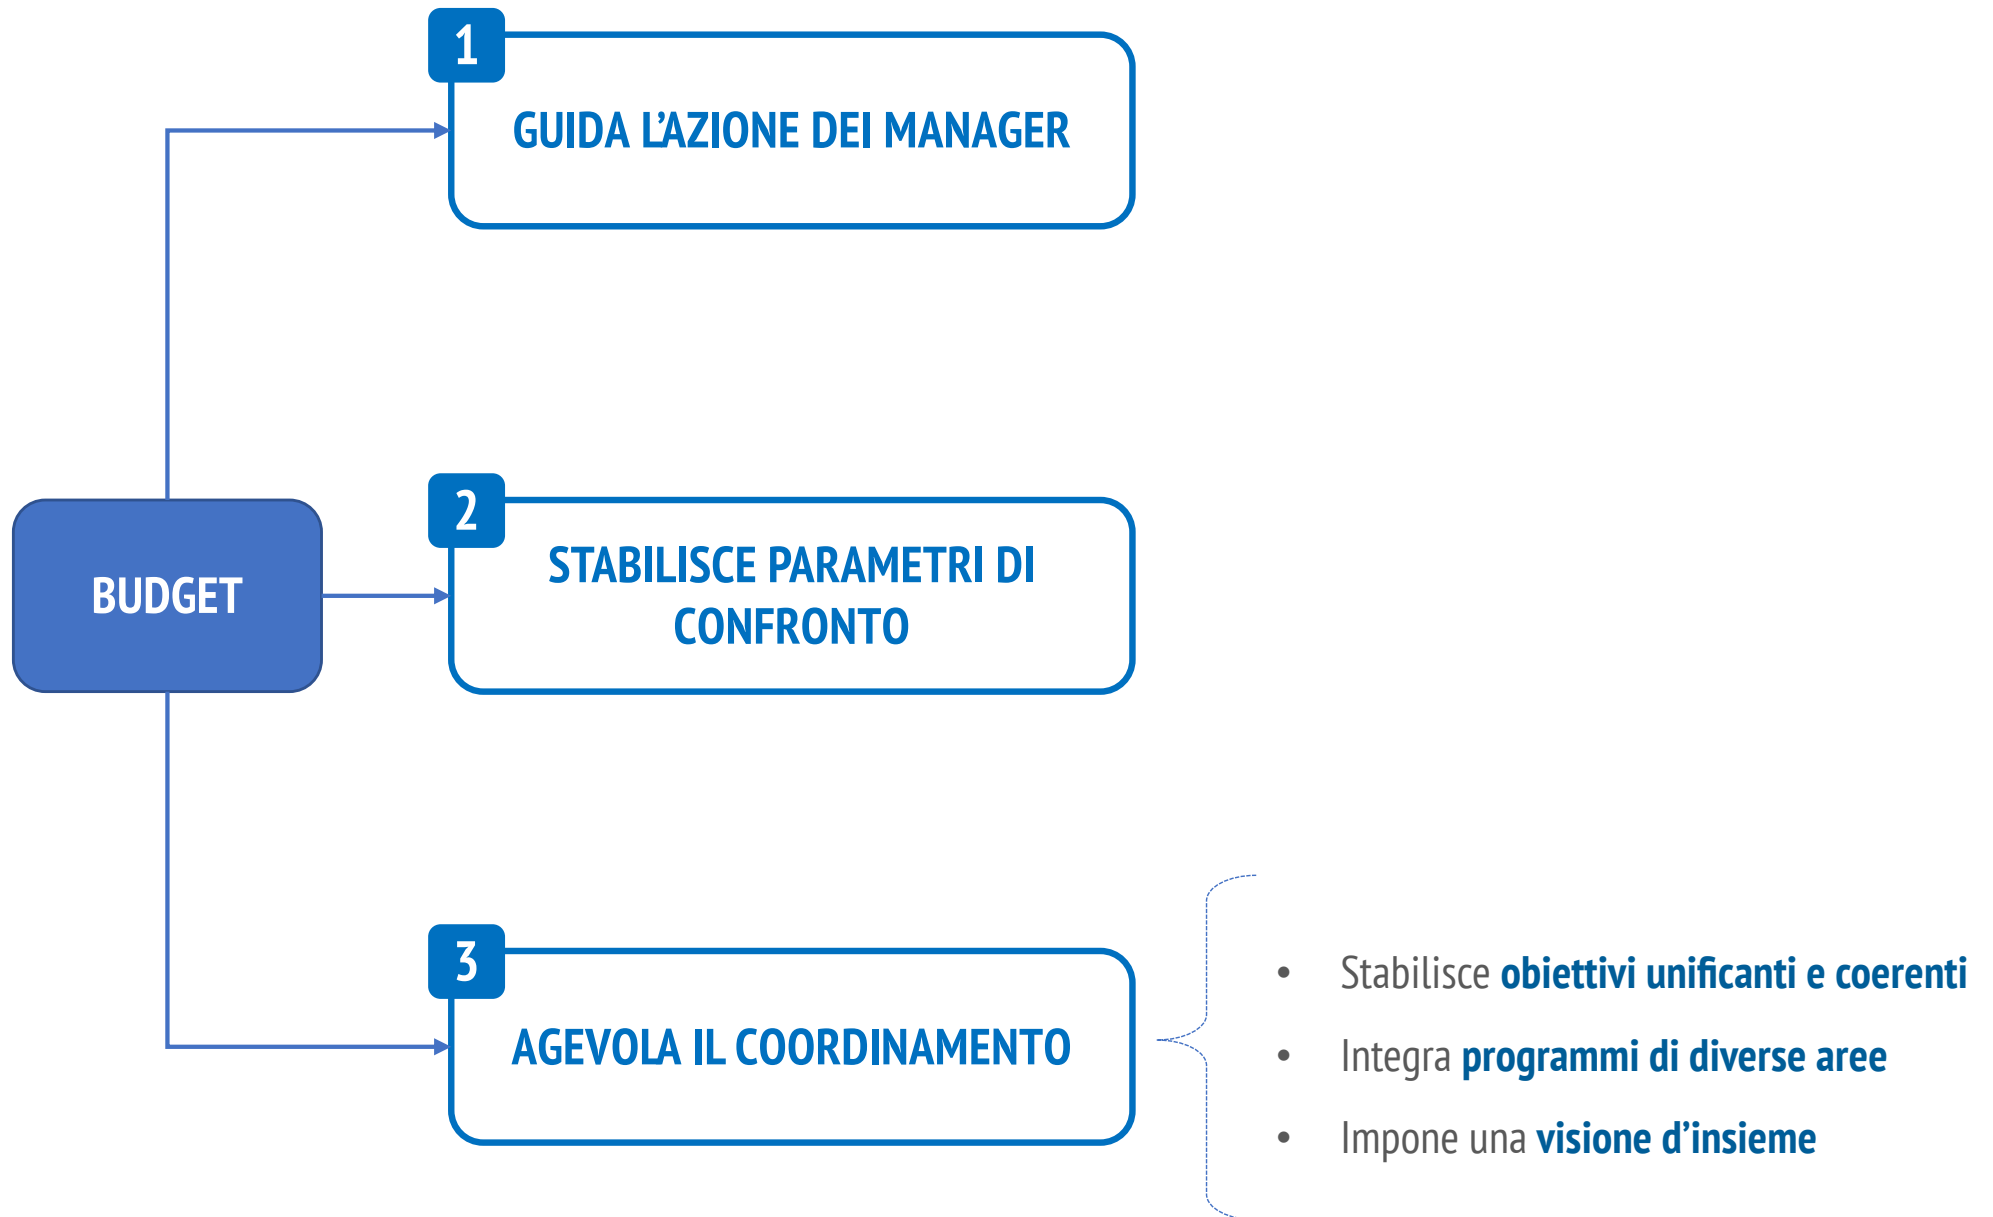 1
GUIDA L’AZIONE DEI MANAGER
2
STABILISCE PARAMETRI DI
CONFRONTO
BUDGET
3
AGEVOLA IL COORDINAMENTO
• Stabilisce obiettivi unificanti e coerenti
• Integra programmi di diverse aree
• Impone una visione d’insieme